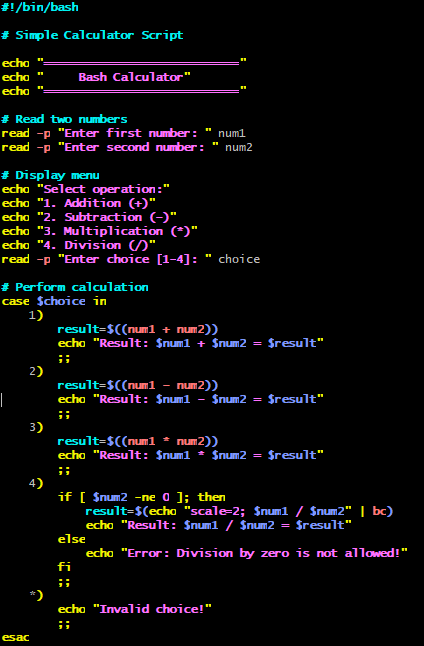 #!/bin/bash
# Simple Calculator Script
echo "============================"
echo "     Bash Calculator"
echo "============================"
# Read two numbers
read -p "Enter first number: " num1
read -p "Enter second number: " num2
# Display menu
echo "Select operation:"
echo "1. Addition (+)"
echo "2. Subtraction (-)"
echo "3. Multiplication (*)"
echo "4. Division (/)"
read -p "Enter choice [1-4]: " choice
# Perform calculation
case $choice in
    1)
        result=$((num1 + num2))
        echo "Result: $num1 + $num2 = $result"
        ;;
    2)
        result=$((num1 - num2))
        echo "Result: $num1 - $num2 = $result"
        ;;
    3)
        result=$((num1 * num2))
        echo "Result: $num1 * $num2 = $result"
        ;;
    4)
        if [ $num2 -ne 0 ]; then
            result=$(echo "scale=2; $num1 / $num2" | bc)
            echo "Result: $num1 / $num2 = $result"
        else
            echo "Error: Division by zero is not allowed!"
        fi
        ;;
    *)
        echo "Invalid choice!"
        ;;
esac